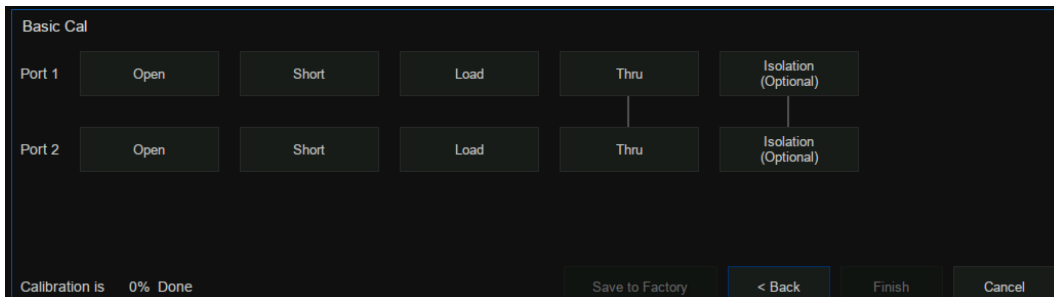 Basic Cal
Port 1 Open Short Load Thru Isolation
(Optional)
Port 2 Open Short Load Thru Isolation
(Optional)
Calibration is 0% Done Save to Factory < Back Finish Cancel